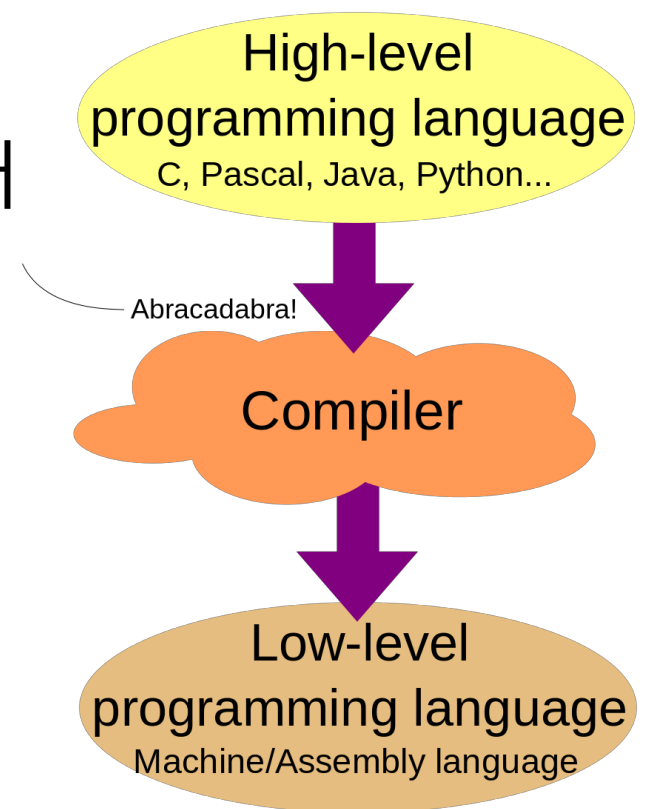 High-level
programming language
C, Pascal, Java, Python...
Abracadabra!
Compiler
Low-level
programming language
Machine/Assembly language